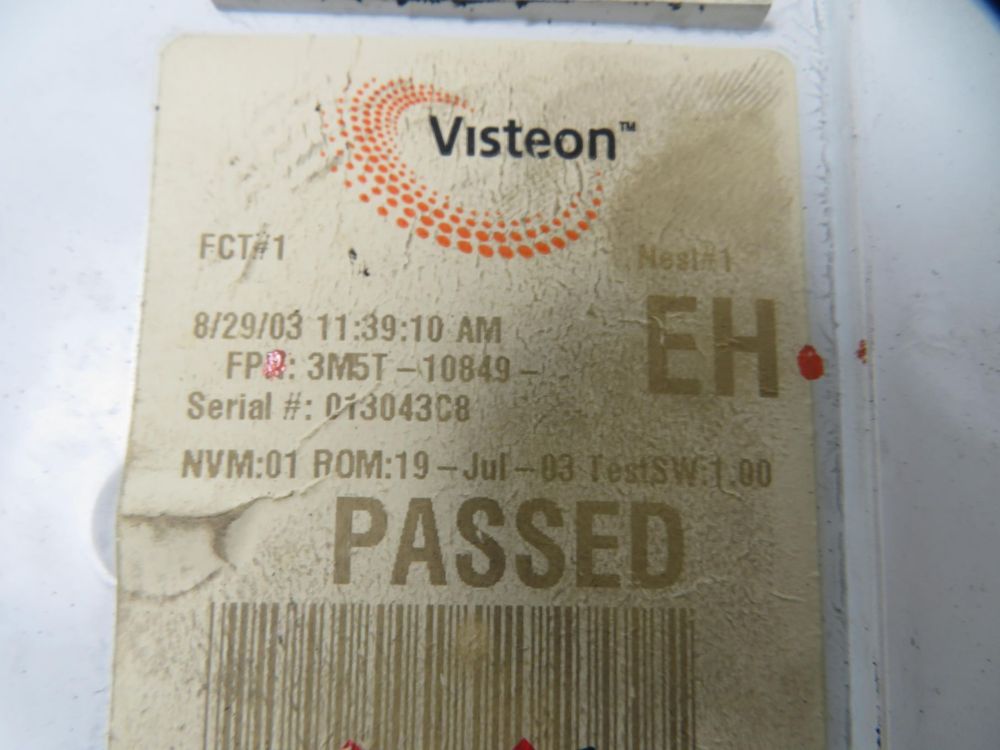 Visteon™
FCT#1 Nest#1
8/29/03 11:39:10 AM
EH
3M5T-10849-
Serial #: 013043C8
NVM:01 ROM:19-Jul-03 TestSW:1.00
PASSED